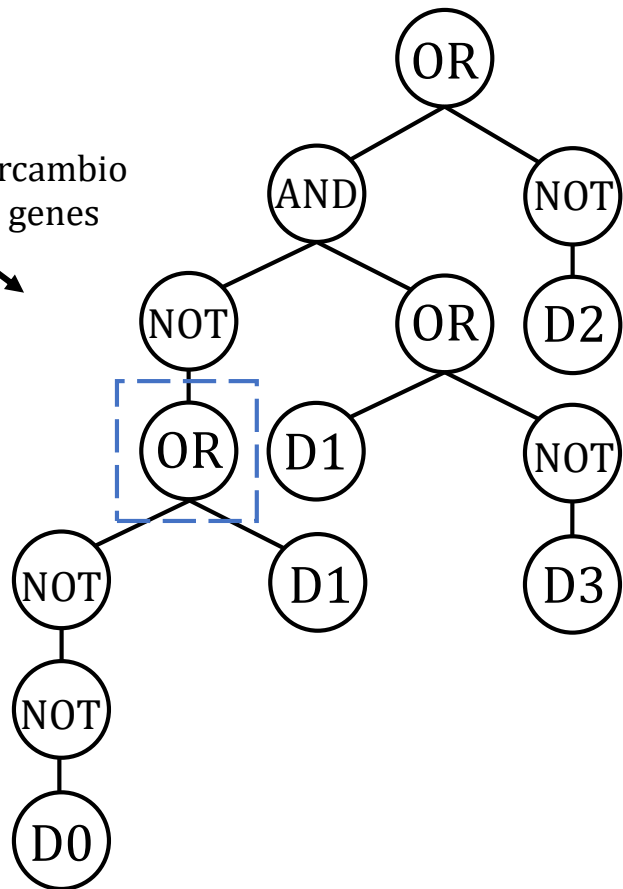 OR
rcambio
genes
AND
NOT
NOT
OR
D2
OR
D1
NOT
NOT
D1
D3
NOT
D0